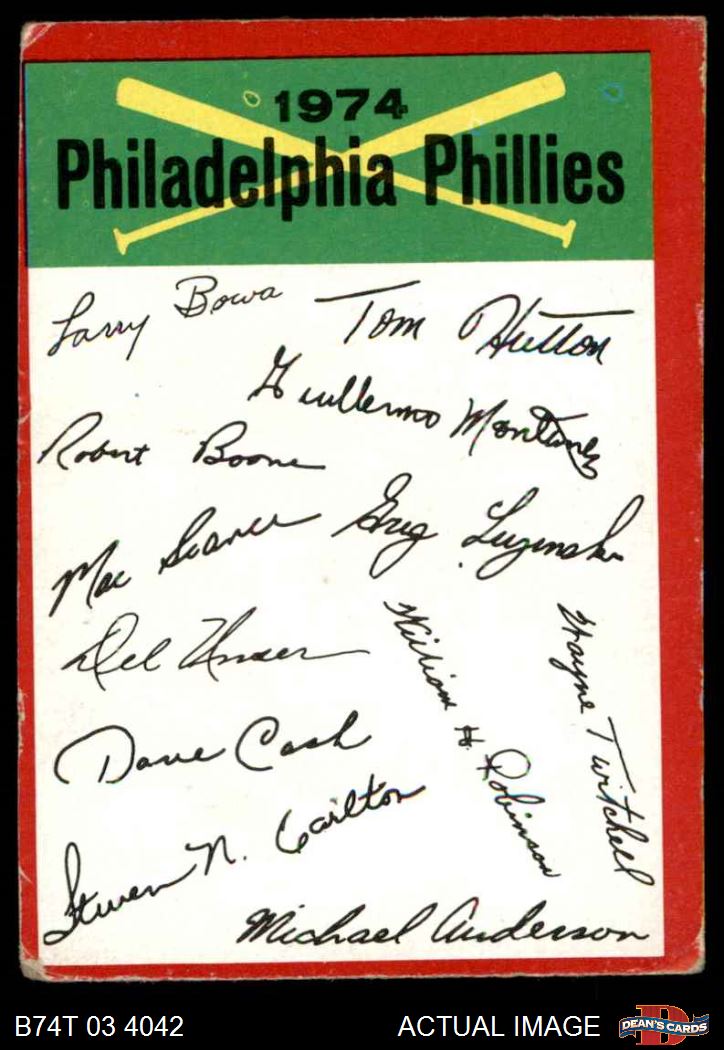 1974
Philadelphia Phillies
Larry Bowa
Tom Hutton
Guillermo Montanez
Robert Boone
Mac Scarce
Greg Luzinski
Del Unser
William H. Robinson
Wayne Twitchell
Dave Cash
Steven N. Carlton
Michael Anderson
B74T 03 4042
ACTUAL IMAGE
D
DEAN'S CARDS